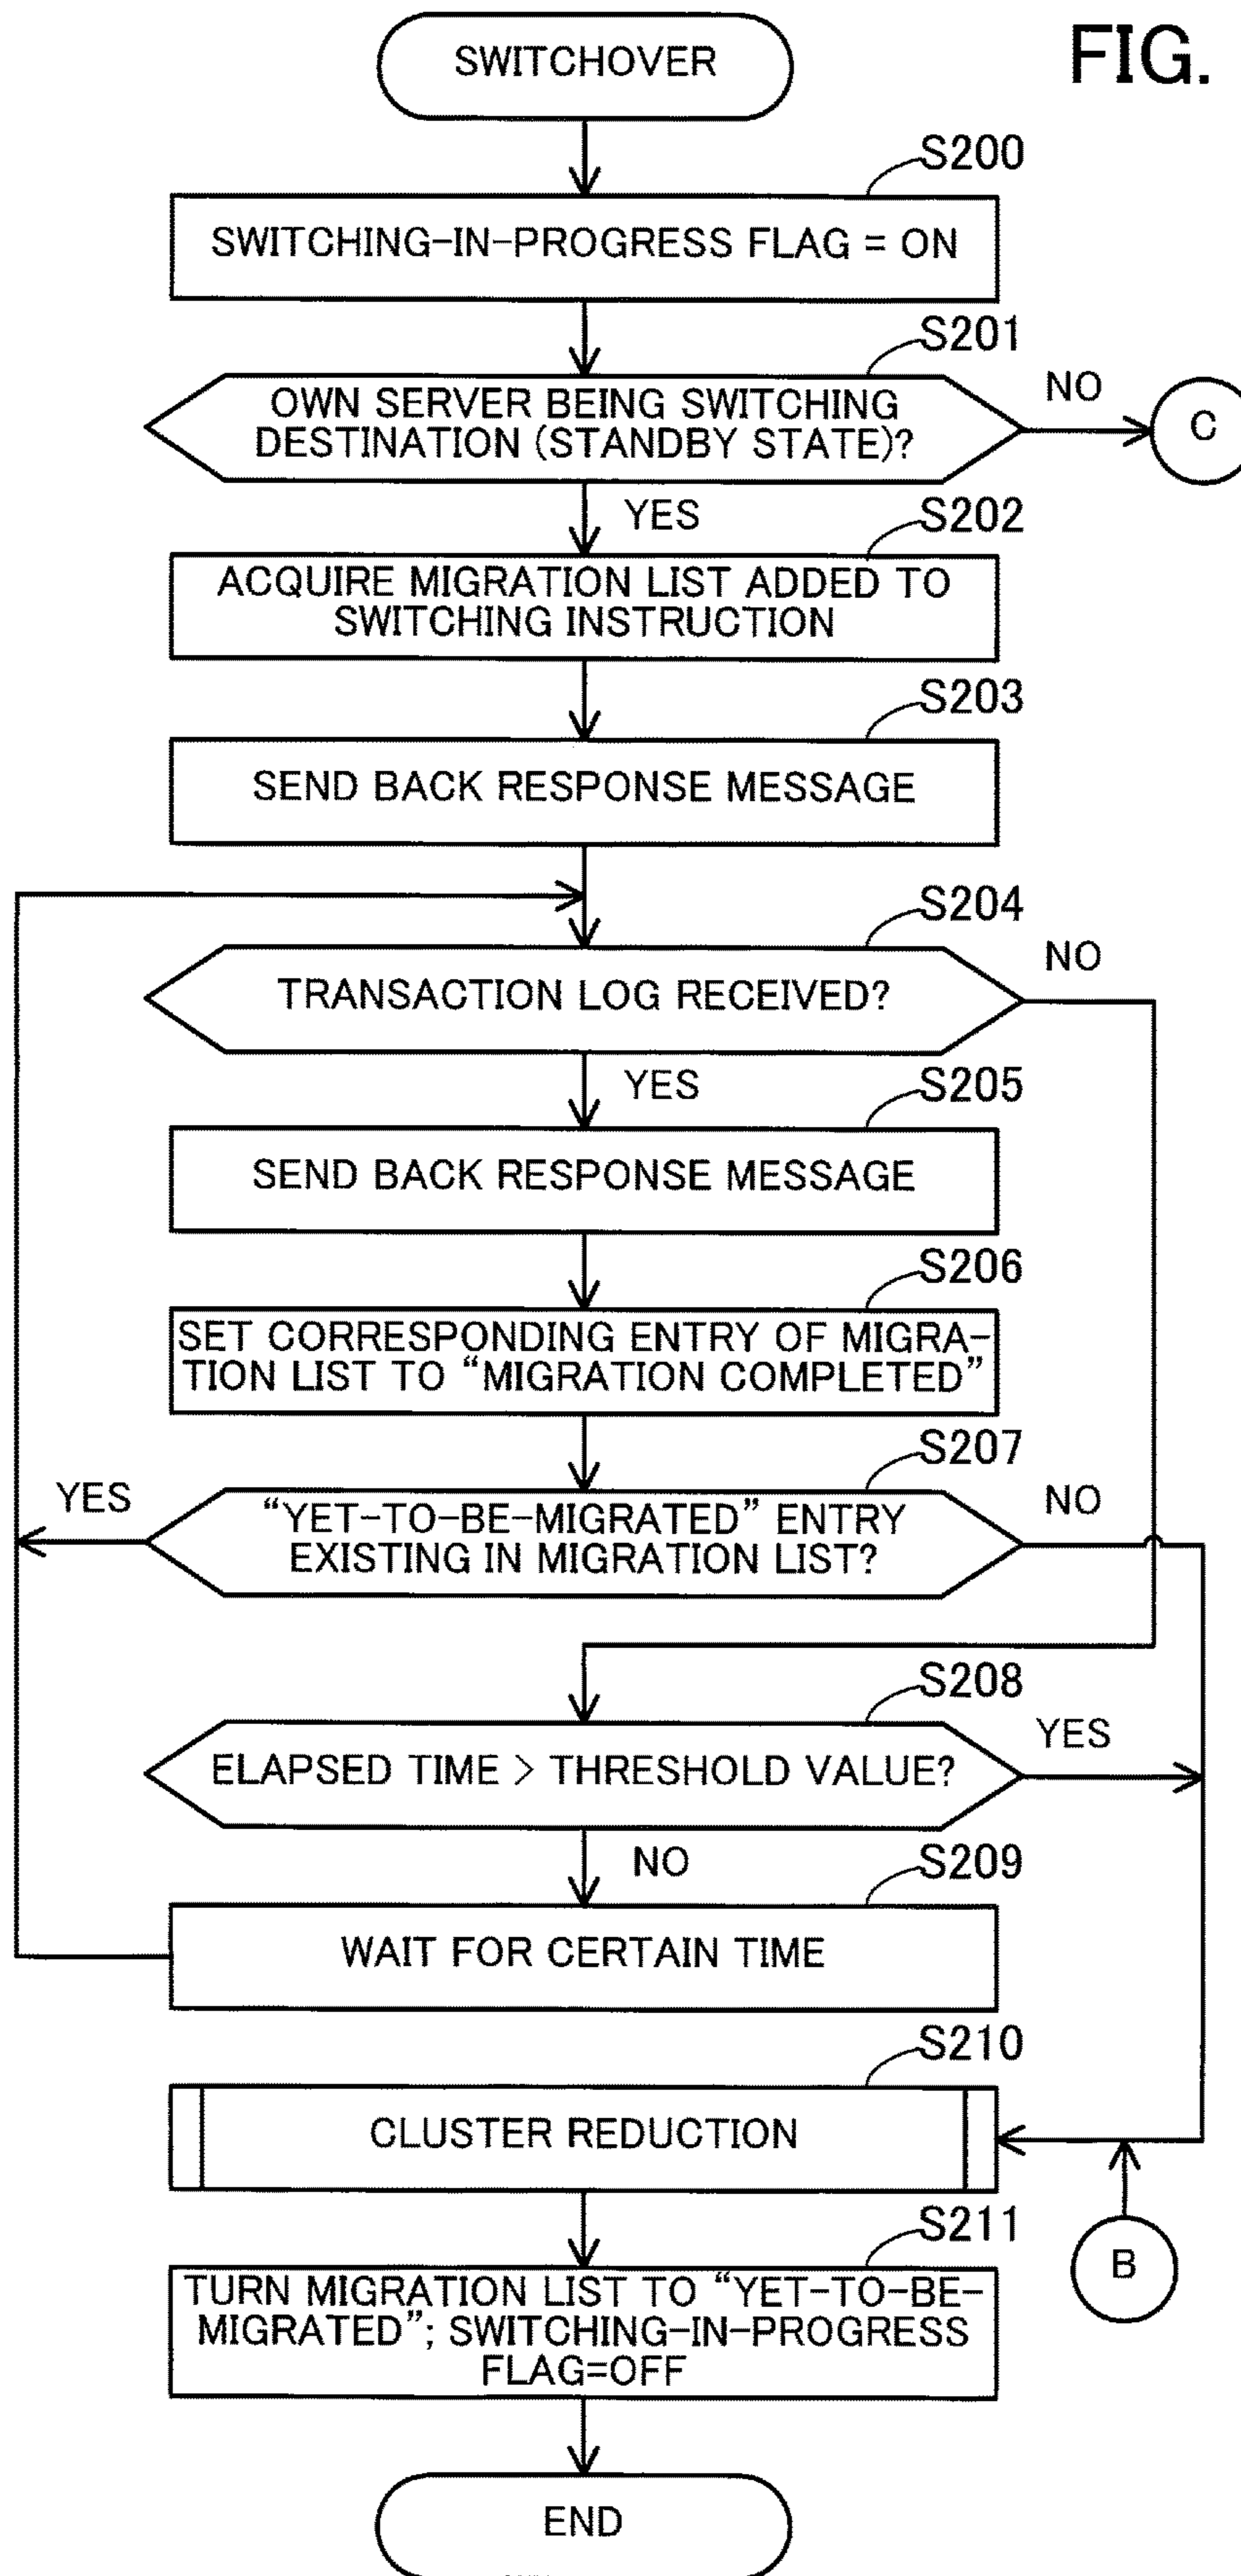 FIG.
SWITCHOVER
S200
SWITCHING-IN-PROGRESS FLAG = ON
S201
OWN SERVER BEING SWITCHING
DESTINATION (STANDBY STATE)?
NO
C
YES
S202
ACQUIRE MIGRATION LIST ADDED TO
SWITCHING INSTRUCTION
S203
SEND BACK RESPONSE MESSAGE
S204
TRANSACTION LOG RECEIVED?
NO
YES
S205
SEND BACK RESPONSE MESSAGE
S206
SET CORRESPONDING ENTRY OF MIGRA-
TION LIST TO “MIGRATION COMPLETED”
S207
YES
“YET-TO-BE-MIGRATED” ENTRY
EXISTING IN MIGRATION LIST?
NO
S208
ELAPSED TIME > THRESHOLD VALUE?
YES
NO
S209
WAIT FOR CERTAIN TIME
S210
CLUSTER REDUCTION
S211
B
TURN MIGRATION LIST TO “YET-TO-BE-
MIGRATED”; SWITCHING-IN-PROGRESS
FLAG=OFF
END